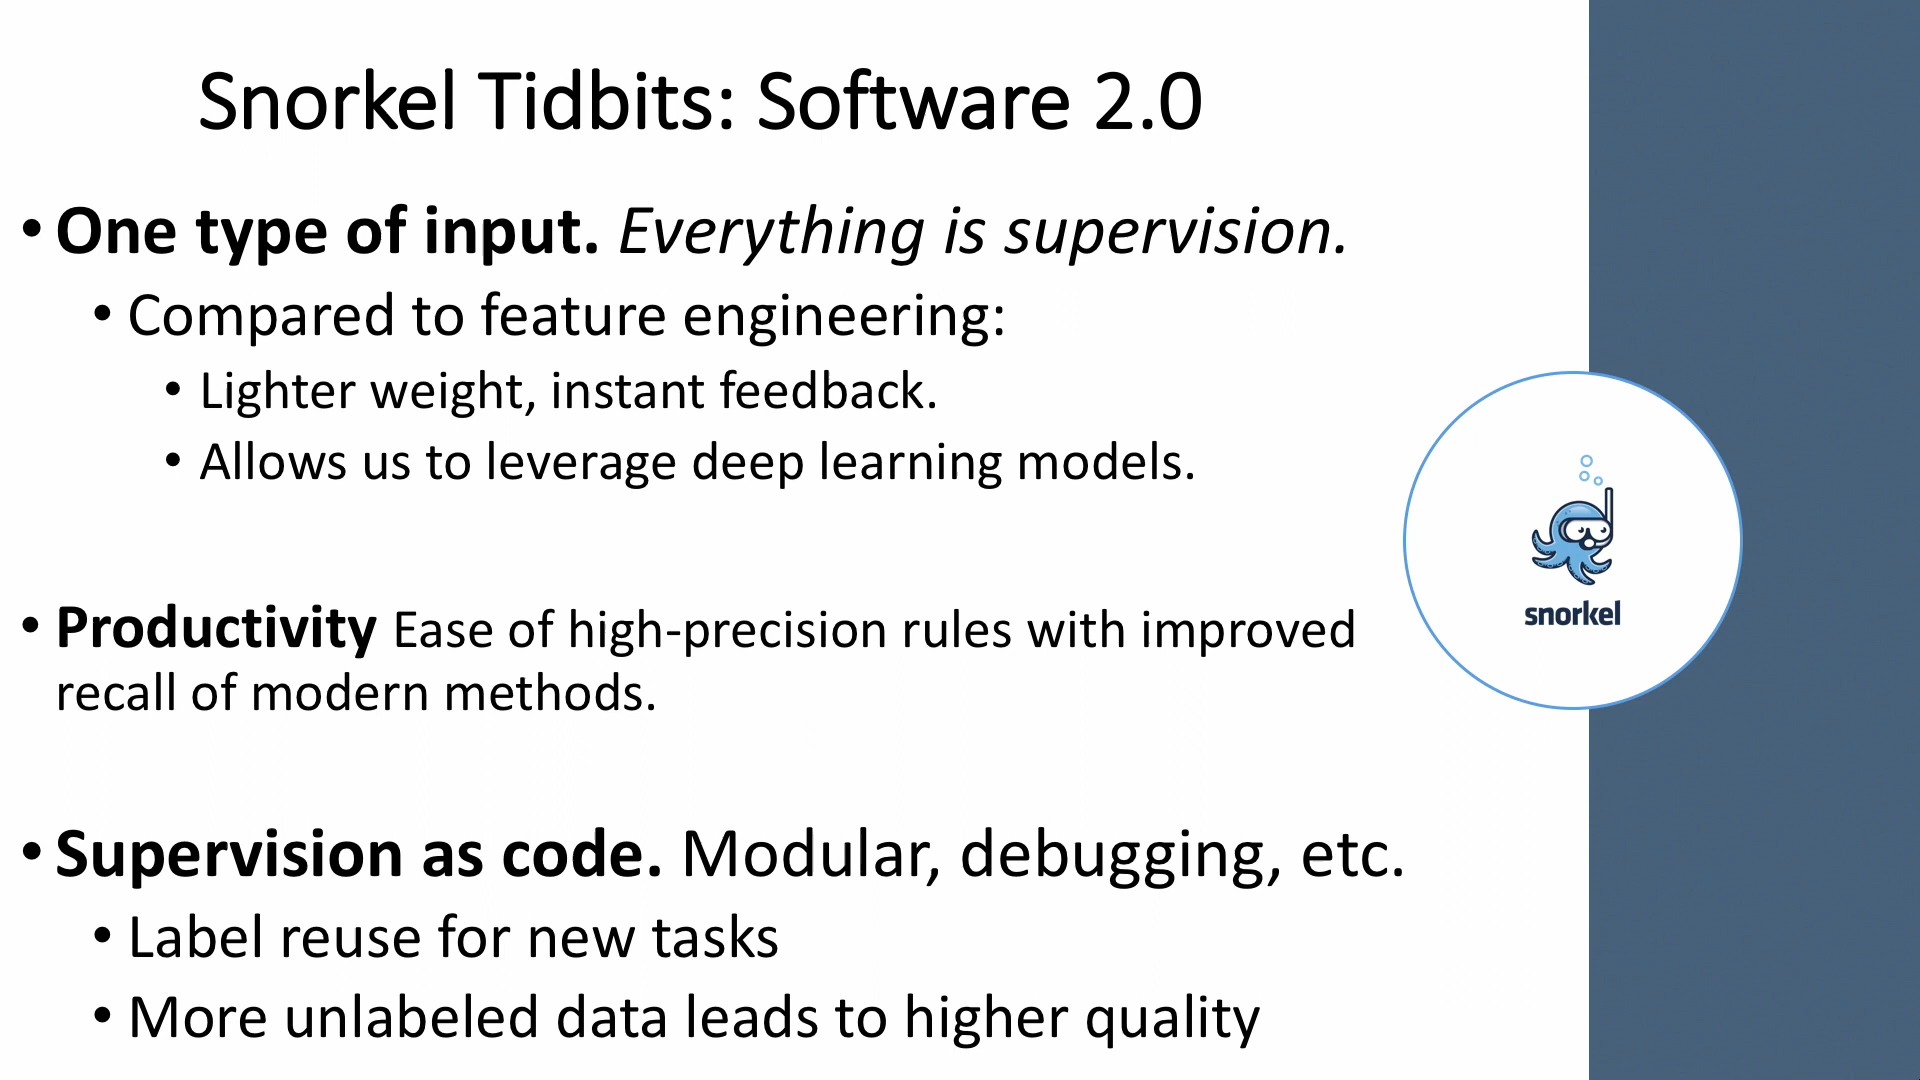 Snorkel Tidbits: Software 2.0
• One type of input. Everything is supervision.
• Compared to feature engineering:
• Lighter weight, instant feedback.
• Allows us to leverage deep learning models.
• Productivity Ease of high-precision rules with improved
recall of modern methods.
• Supervision as code. Modular, debugging, etc.
• Label reuse for new tasks
• More unlabeled data leads to higher quality
snorkel